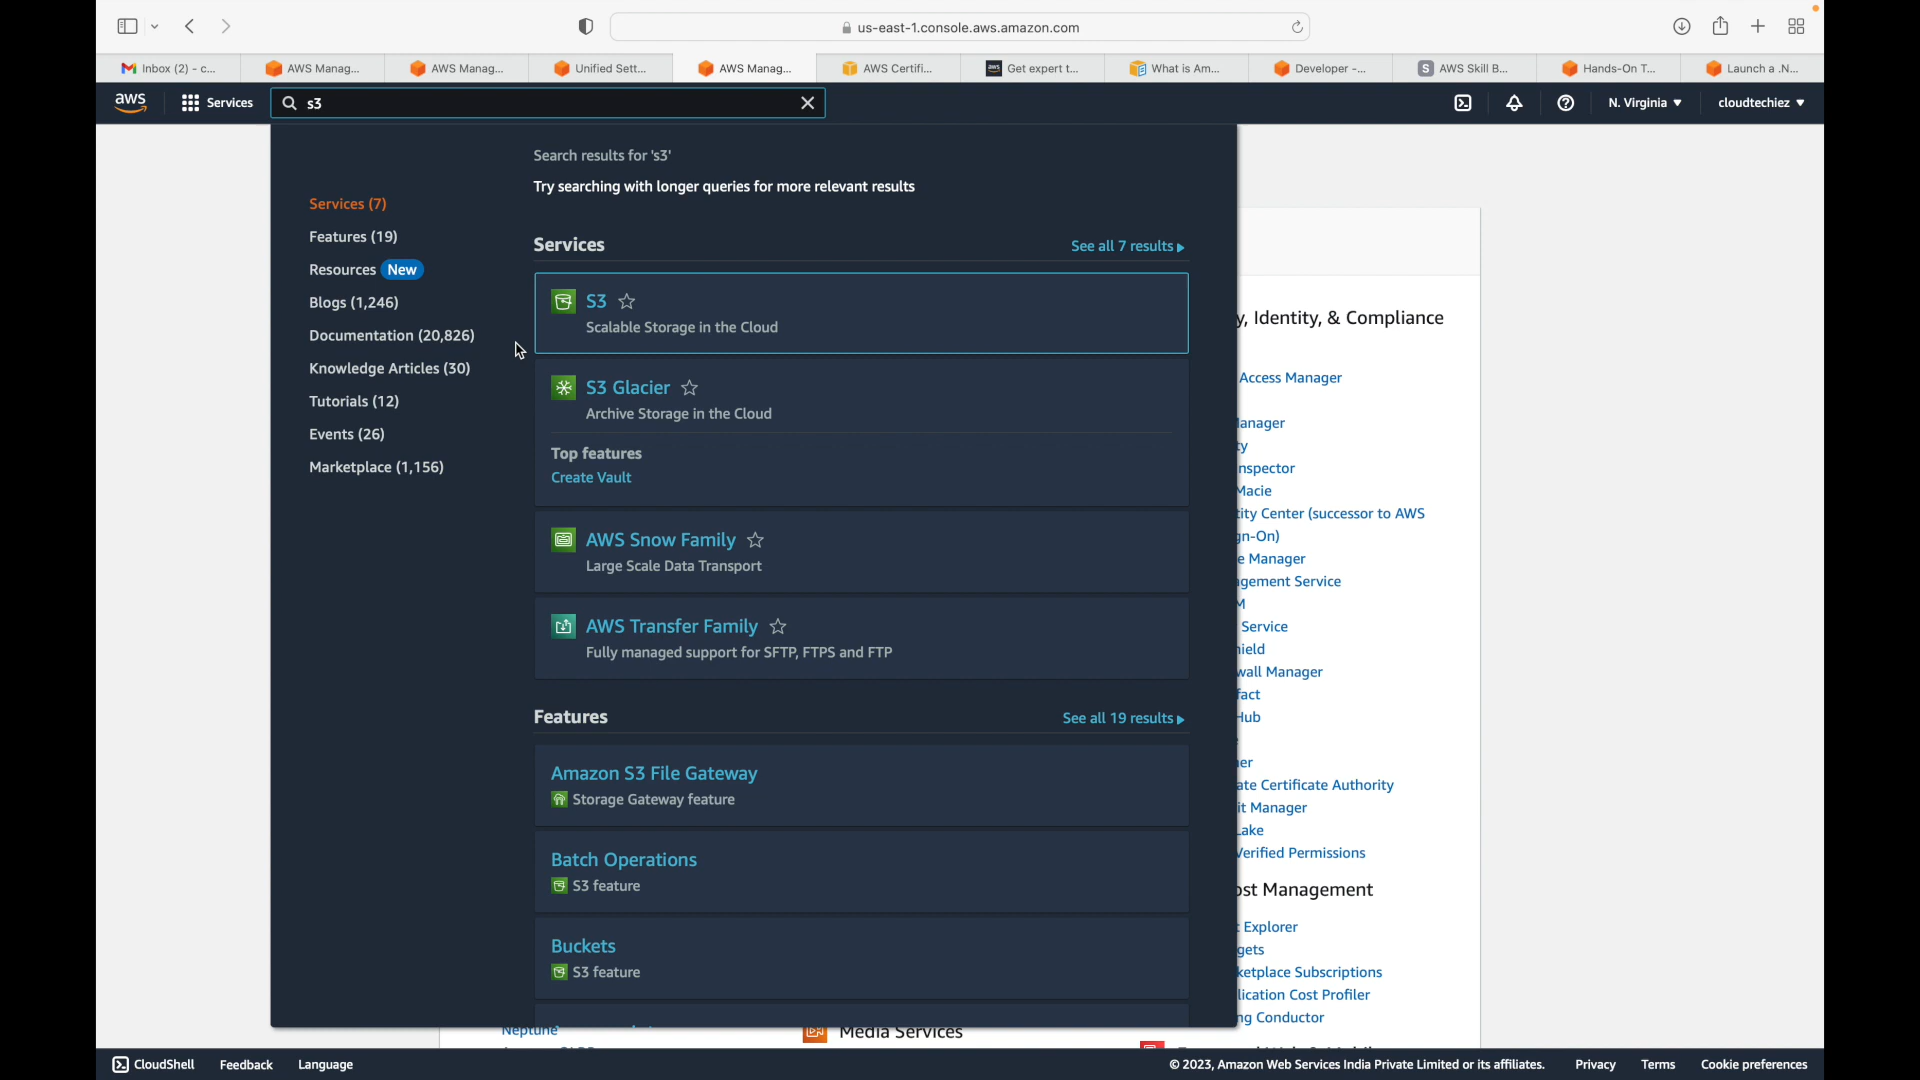 us-east-1.console.aws.amazon.com
Inbox (2) - c...
AWS Manag...
AWS Manag...
Unified Sett...
AWS Manag...
AWS Certifi...
Get expert t...
What is Am...
Developer -...
S AWS Skill B...
Hands-On T...
Launch a .N...
aws
Services
s3
N. Virginia
cloudtechiez
Search results for 's3'
Try searching with longer queries for more relevant results
Services (7)
Features (19)
Resources New
Blogs (1,246)
Documentation (20,826)
Knowledge Articles (30)
Tutorials (12)
Events (26)
Marketplace (1,156)
Services
See all 7 results
S3
Scalable Storage in the Cloud
S3 Glacier
Archive Storage in the Cloud
Top features
Create Vault
AWS Snow Family
Large Scale Data Transport
AWS Transfer Family
Fully managed support for SFTP, FTPS and FTP
Features
See all 19 results
Amazon S3 File Gateway
Storage Gateway feature
Batch Operations
S3 feature
Buckets
S3 feature
y, Identity, & Compliance
Access Manager
anager
ty
nspector
Macie
tity Center (successor to AWS
gn-On)
e Manager
gement Service
M
Service
hield
wall Manager
fact
Hub
er
ate Certificate Authority
it Manager
Lake
Verified Permissions
ost Management
Explorer
gets
ketplace Subscriptions
lication Cost Profiler
ng Conductor
Neptune
Media Services
CloudShell
Feedback
Language
© 2023, Amazon Web Services India Private Limited or its affiliates.
Privacy
Terms
Cookie preferences